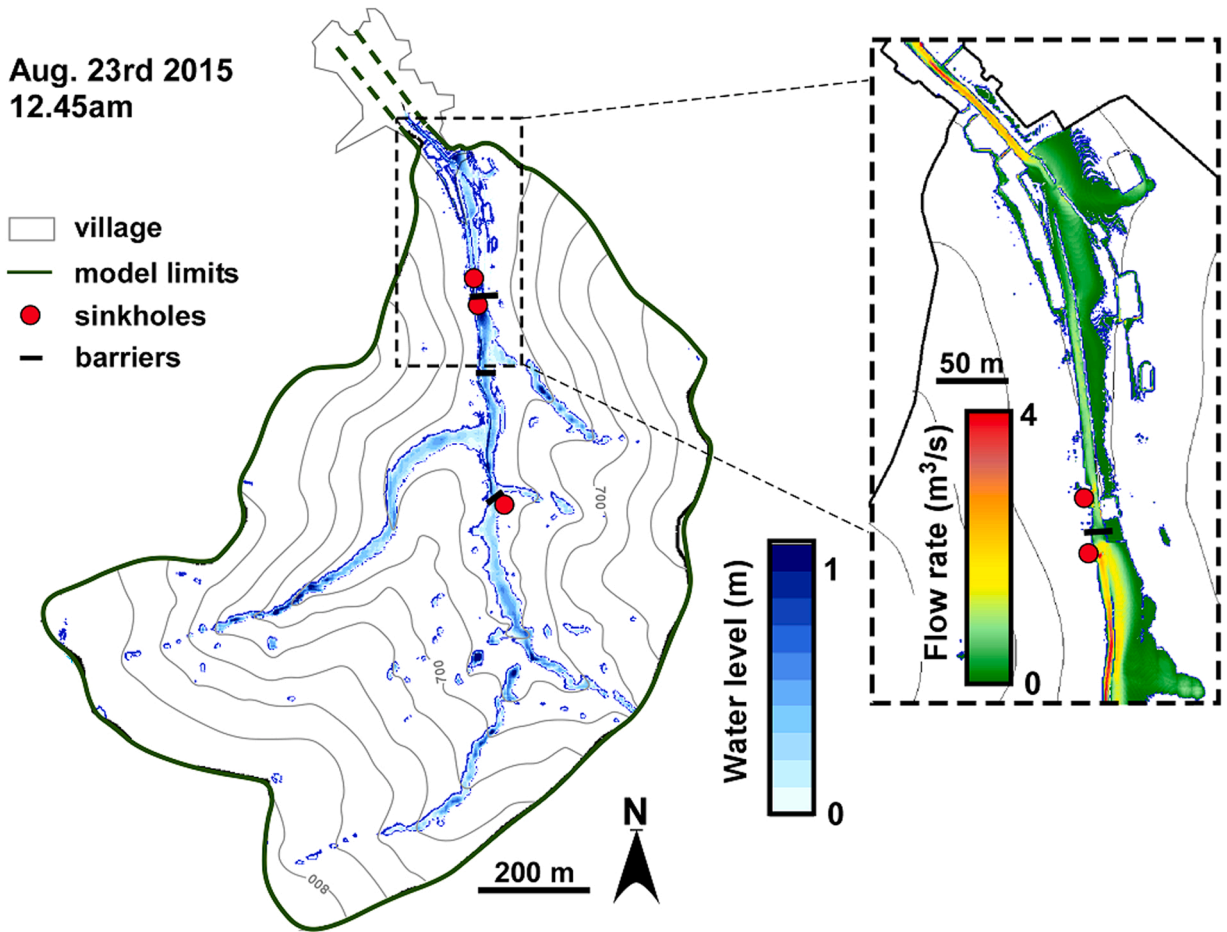 Aug. 23rd 2015
12.45am
village
model limits
sinkholes
barriers
700
700
800
N
200 m
Water level (m)
1
0
50 m
Flow rate (m³/s)
4
0